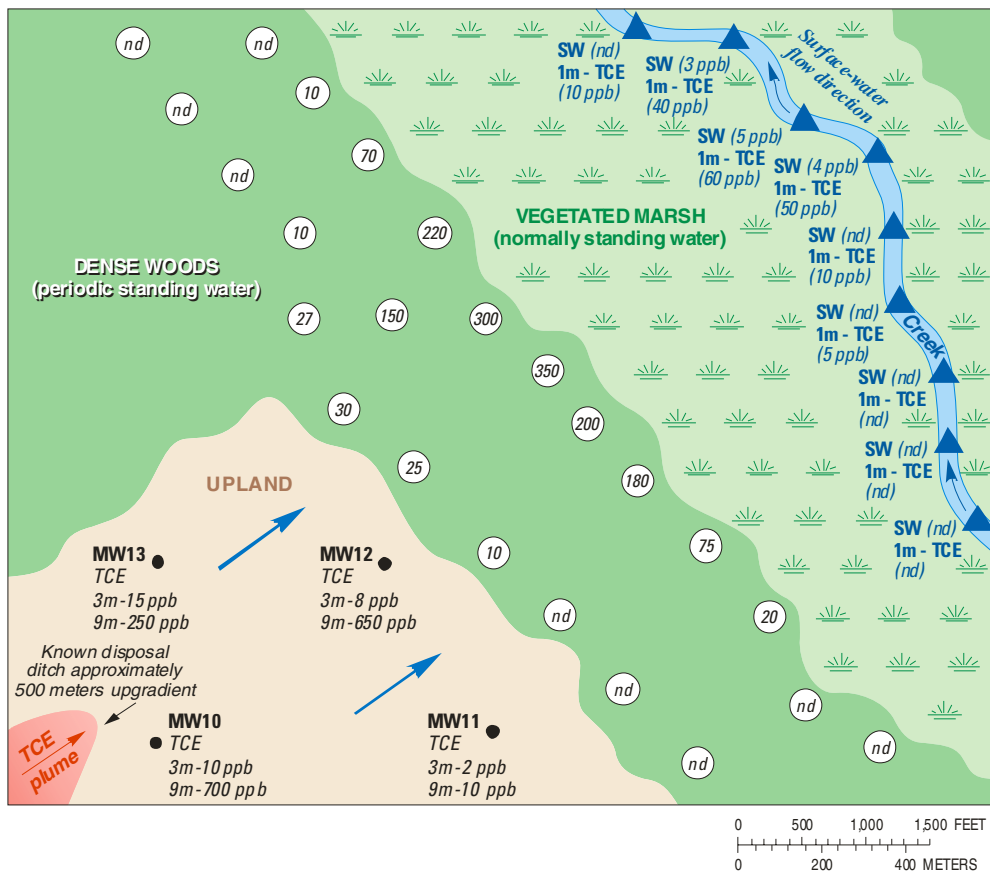 nd
nd
nd
10
70
nd
10
220
27
150
300
350
30
200
25
180
10
75
nd
20
nd
nd
nd
nd
SW (nd)
1m - TCE
(10 ppb)
SW (3 ppb)
1m - TCE
(40 ppb)
Surface-water
flow direction
SW (5 ppb)
1m - TCE
(60 ppb)
SW (4 ppb)
1m - TCE
(50 ppb)
SW (nd)
1m - TCE
(10 ppb)
SW (nd)
1m - TCE
(5 ppb)
Creek
SW (nd)
1m - TCE
(nd)
SW (nd)
1m - TCE
(nd)
SW (nd)
1m - TCE
(nd)
VEGETATED MARSH
(normally standing water)
DENSE WOODS
(periodic standing water)
UPLAND
MW13
TCE
3m-15 ppb
9m-250 ppb
MW12
TCE
3m-8 ppb
9m-650 ppb
Known disposal
ditch approximately
500 meters upgradient
TCE
plume
MW10
TCE
3m-10 ppb
9m-700 ppb
MW11
TCE
3m-2 ppb
9m-10 ppb
0 500 1,000 1,500 FEET
0 200 400 METERS